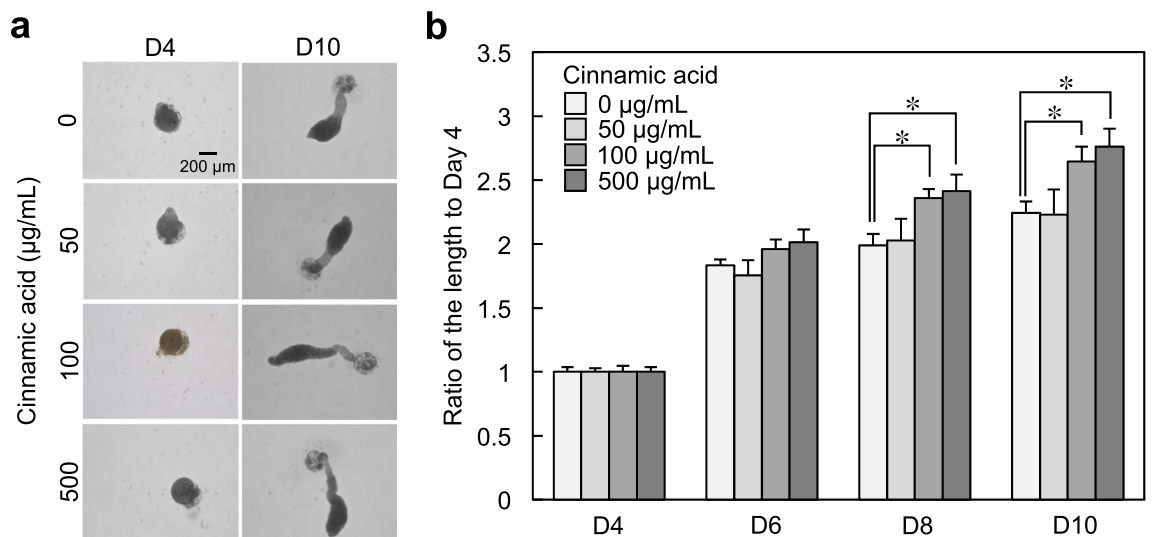 a
D4 D10
Cinnamic acid (μg/mL)
0
200 μm
50
100
500
b
Ratio of the length to Day 4
3.5
3
2.5
2
1.5
1
0.5
0
Cinnamic acid
0 μg/mL
50 μg/mL
100 μg/mL
500 μg/mL
* *
* *
D4 D6 D8 D10